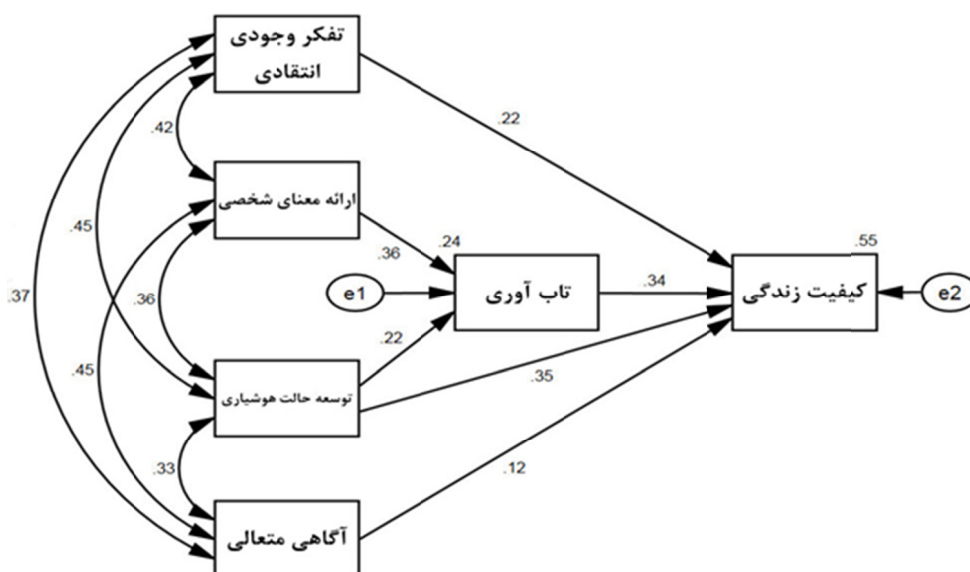 تفکر وجودی
انتقادی
.42
.22
ارائه معنای شخصی
.45
.36
.24
.55
.37
.36
e1
تاب آوری
.34
کیفیت زندگی
e2
.22
.45
توسعه حالت هوشیاری
.35
.33
.12
آگاهی متعالی